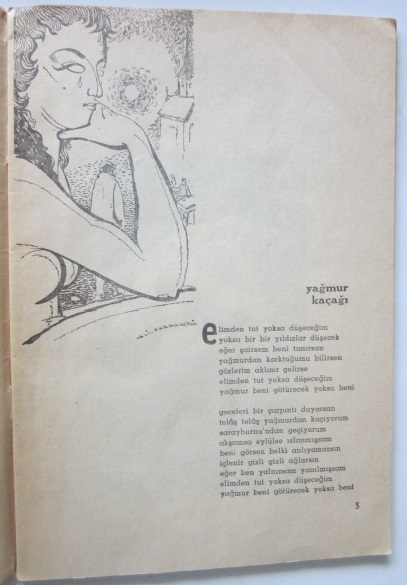 yağmur
kaçağı
elimden tut yoksa düşeceğim
yoksa bir bir yıldızlar düşecek
eğer şairsem beni tanırsan
yağmurdan korktuğumu bilirsen
gözlerim aklına gelirse
elimden tut yoksa düşeceğim
yağmur beni götürecek yoksa beni
geceleri bir çarpıntı duyarsan
telâş telâş yağmurdan kaçıyorum
sarayburnu'ndan geçiyorum
akşamsa eylülse ıslanmışsam
beni görsen belki anlıyamazsın
içlenir gizli gizli ağlarsın
eğer ben yalnızsam yanılmışsam
elimden tut yoksa düşeceğim
yağmur beni götürecek yoksa beni
5